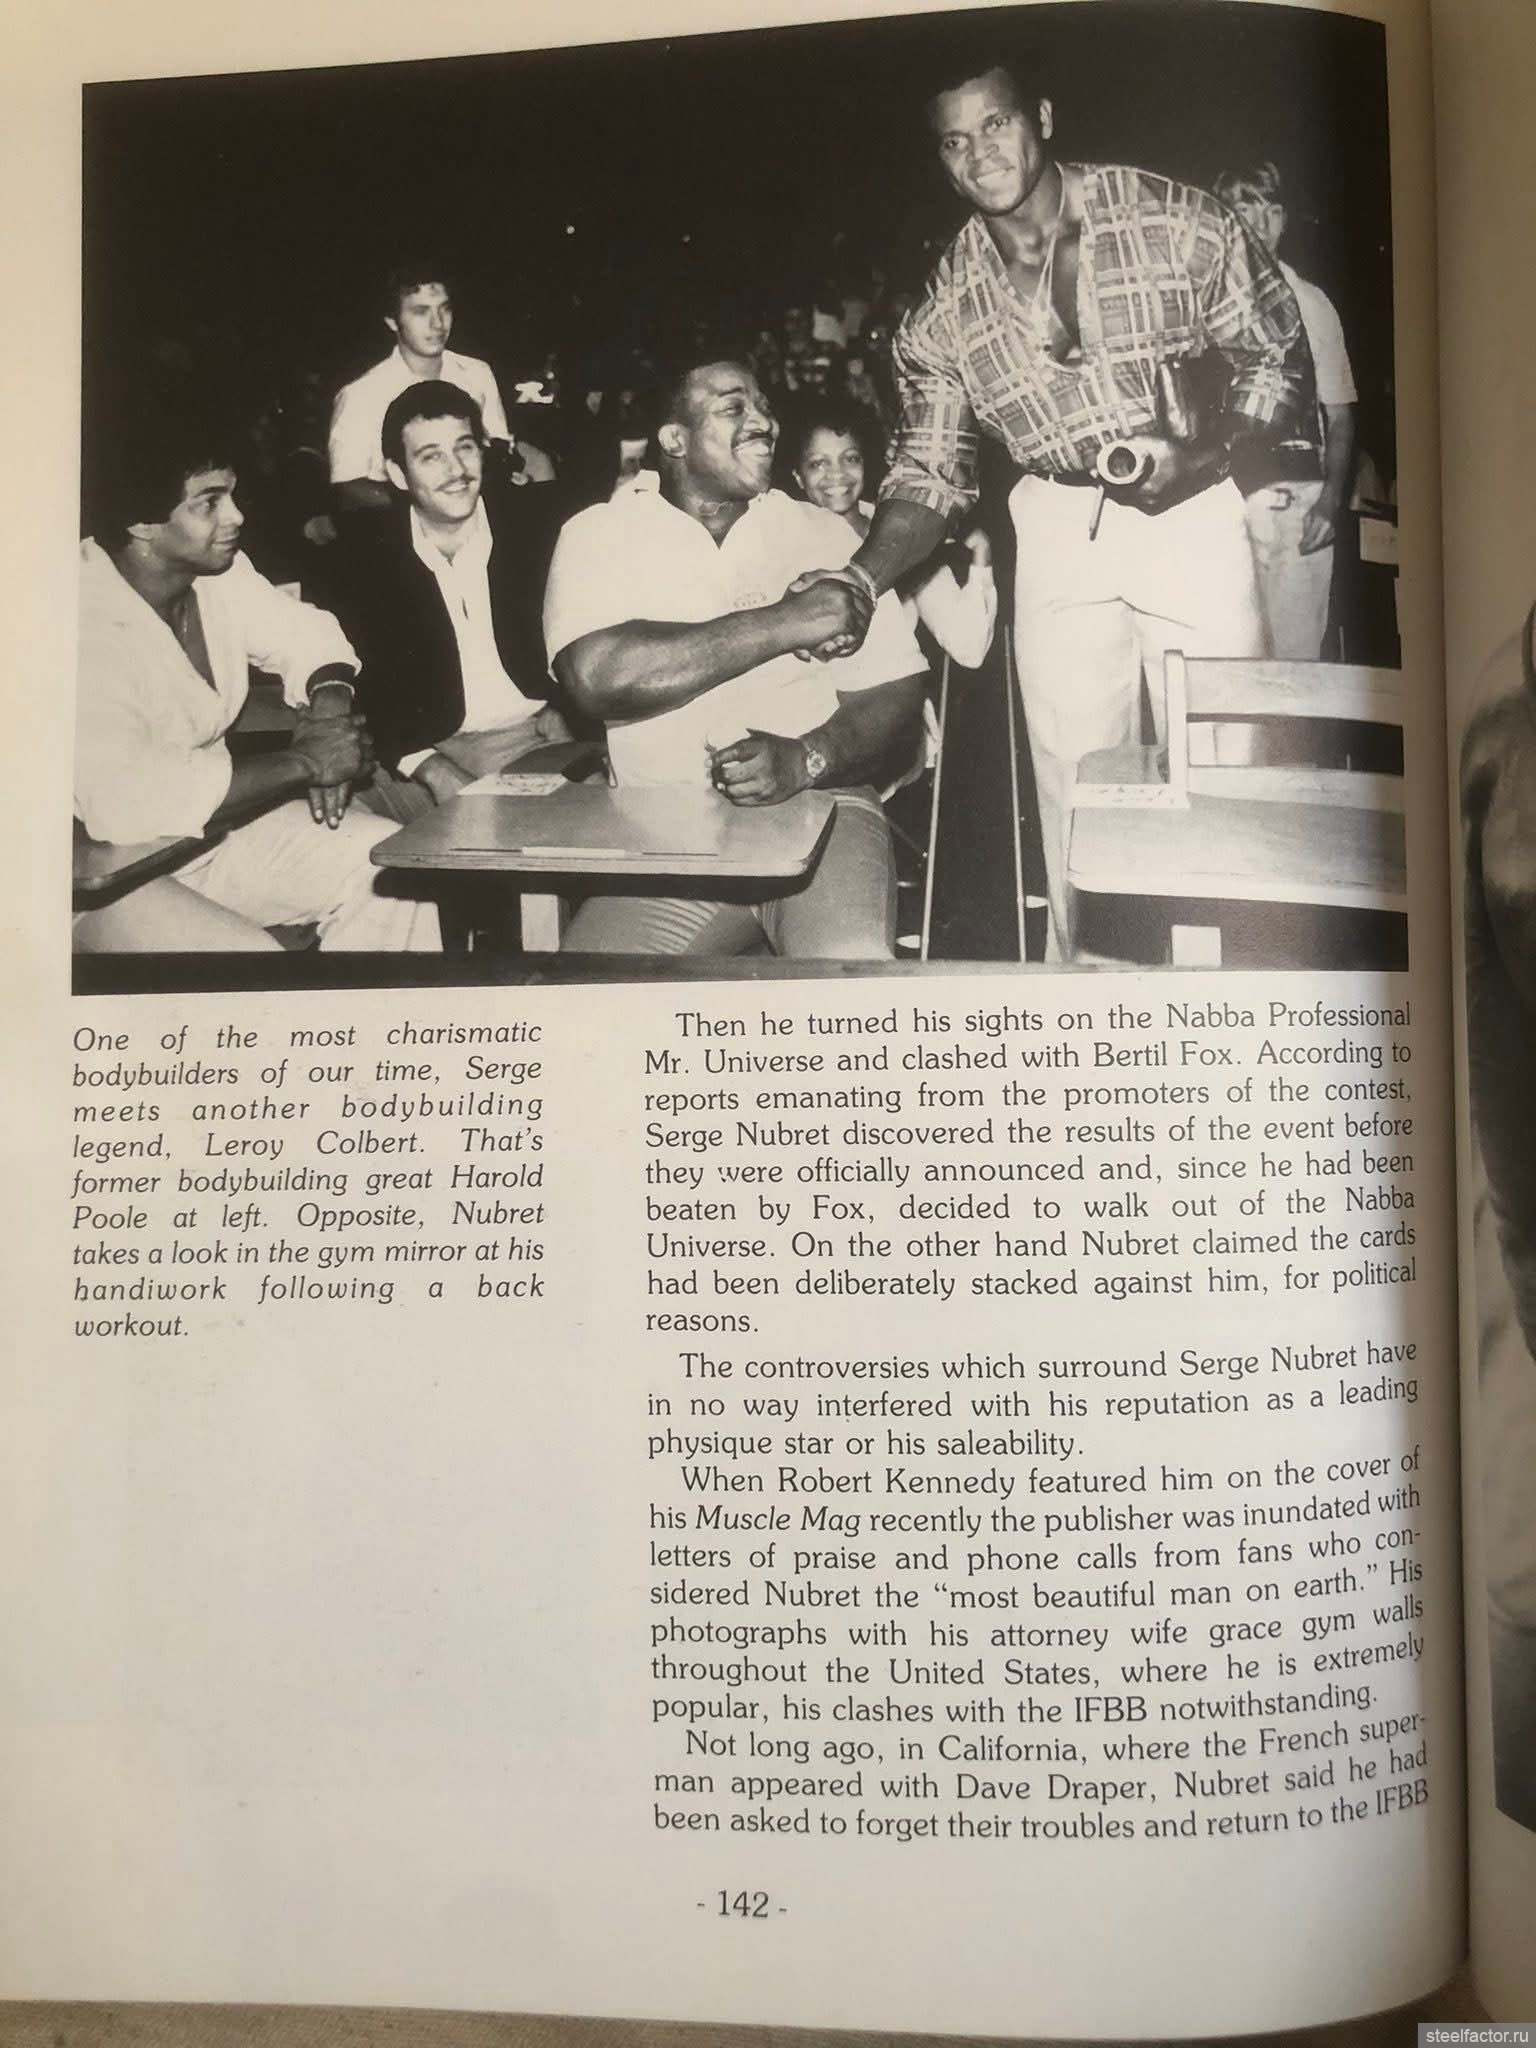 One of the most charismatic
bodybuilders of our time, Serge
meets another bodybuilding
legend, Leroy Colbert. That's
former bodybuilding great Harold
Poole at left. Opposite, Nubret
takes a look in the gym mirror at his
handiwork following a back
workout.
Then he turned his sights on the Nabba Professional
Mr. Universe and clashed with Bertil Fox. According to
reports emanating from the promoters of the contest,
Serge Nubret discovered the results of the event before
they were officially announced and, since he had been
beaten by Fox, decided to walk out of the Nabba
Universe. On the other hand Nubret claimed the cards
had been deliberately stacked against him, for political
reasons.
The controversies which surround Serge Nubret have
in no way interfered with his reputation as a leading
physique star or his saleability.
When Robert Kennedy featured him on the cover of
his Muscle Mag recently the publisher was inundated with
letters of praise and phone calls from fans who con-
sidered Nubret the “most beautiful man on earth.” His
photographs with his attorney wife grace gym walls
throughout the United States, where he is extremely
popular, his clashes with the IFBB notwithstanding.
Not long ago, in California, where the French super-
man appeared with Dave Draper, Nubret said he had
been asked to forget their troubles and return to the IFBB
- 142 -
steelfactor.ru